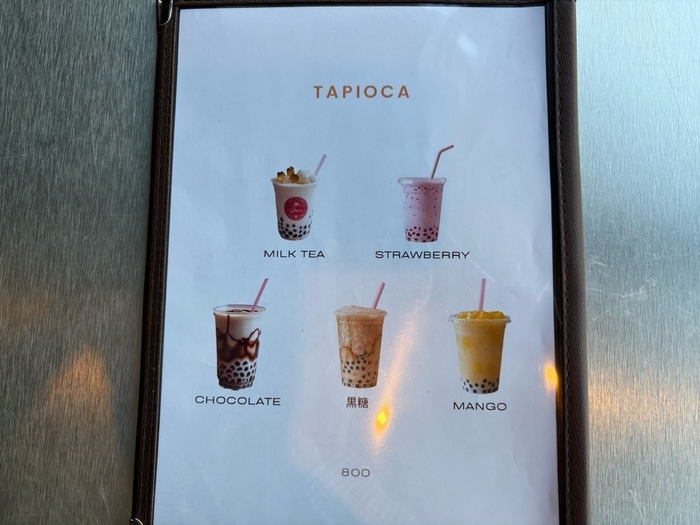 TAPIOCA
MILK TEA
STRAWBERRY
CHOCOLATE
黒糖
MANGO
800